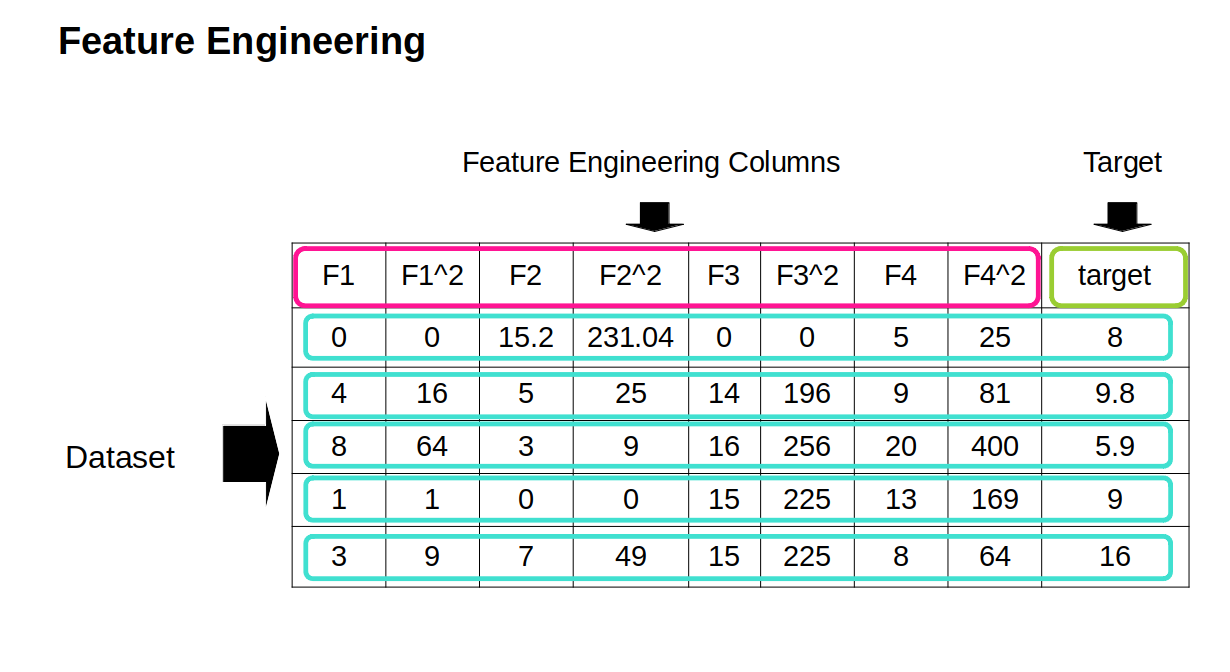 Feature Engineering
Feature Engineering Columns Target
F1 F1^2 F2 F2^2 F3 F3^2 F4 F4^2 target
0 0 15.2 231.04 0 0 5 25 8
4 16 5 25 14 196 9 81 9.8
Dataset 8 64 3 9 16 256 20 400 5.9
1 1 0 0 15 225 13 169 9
3 9 7 49 15 225 8 64 16